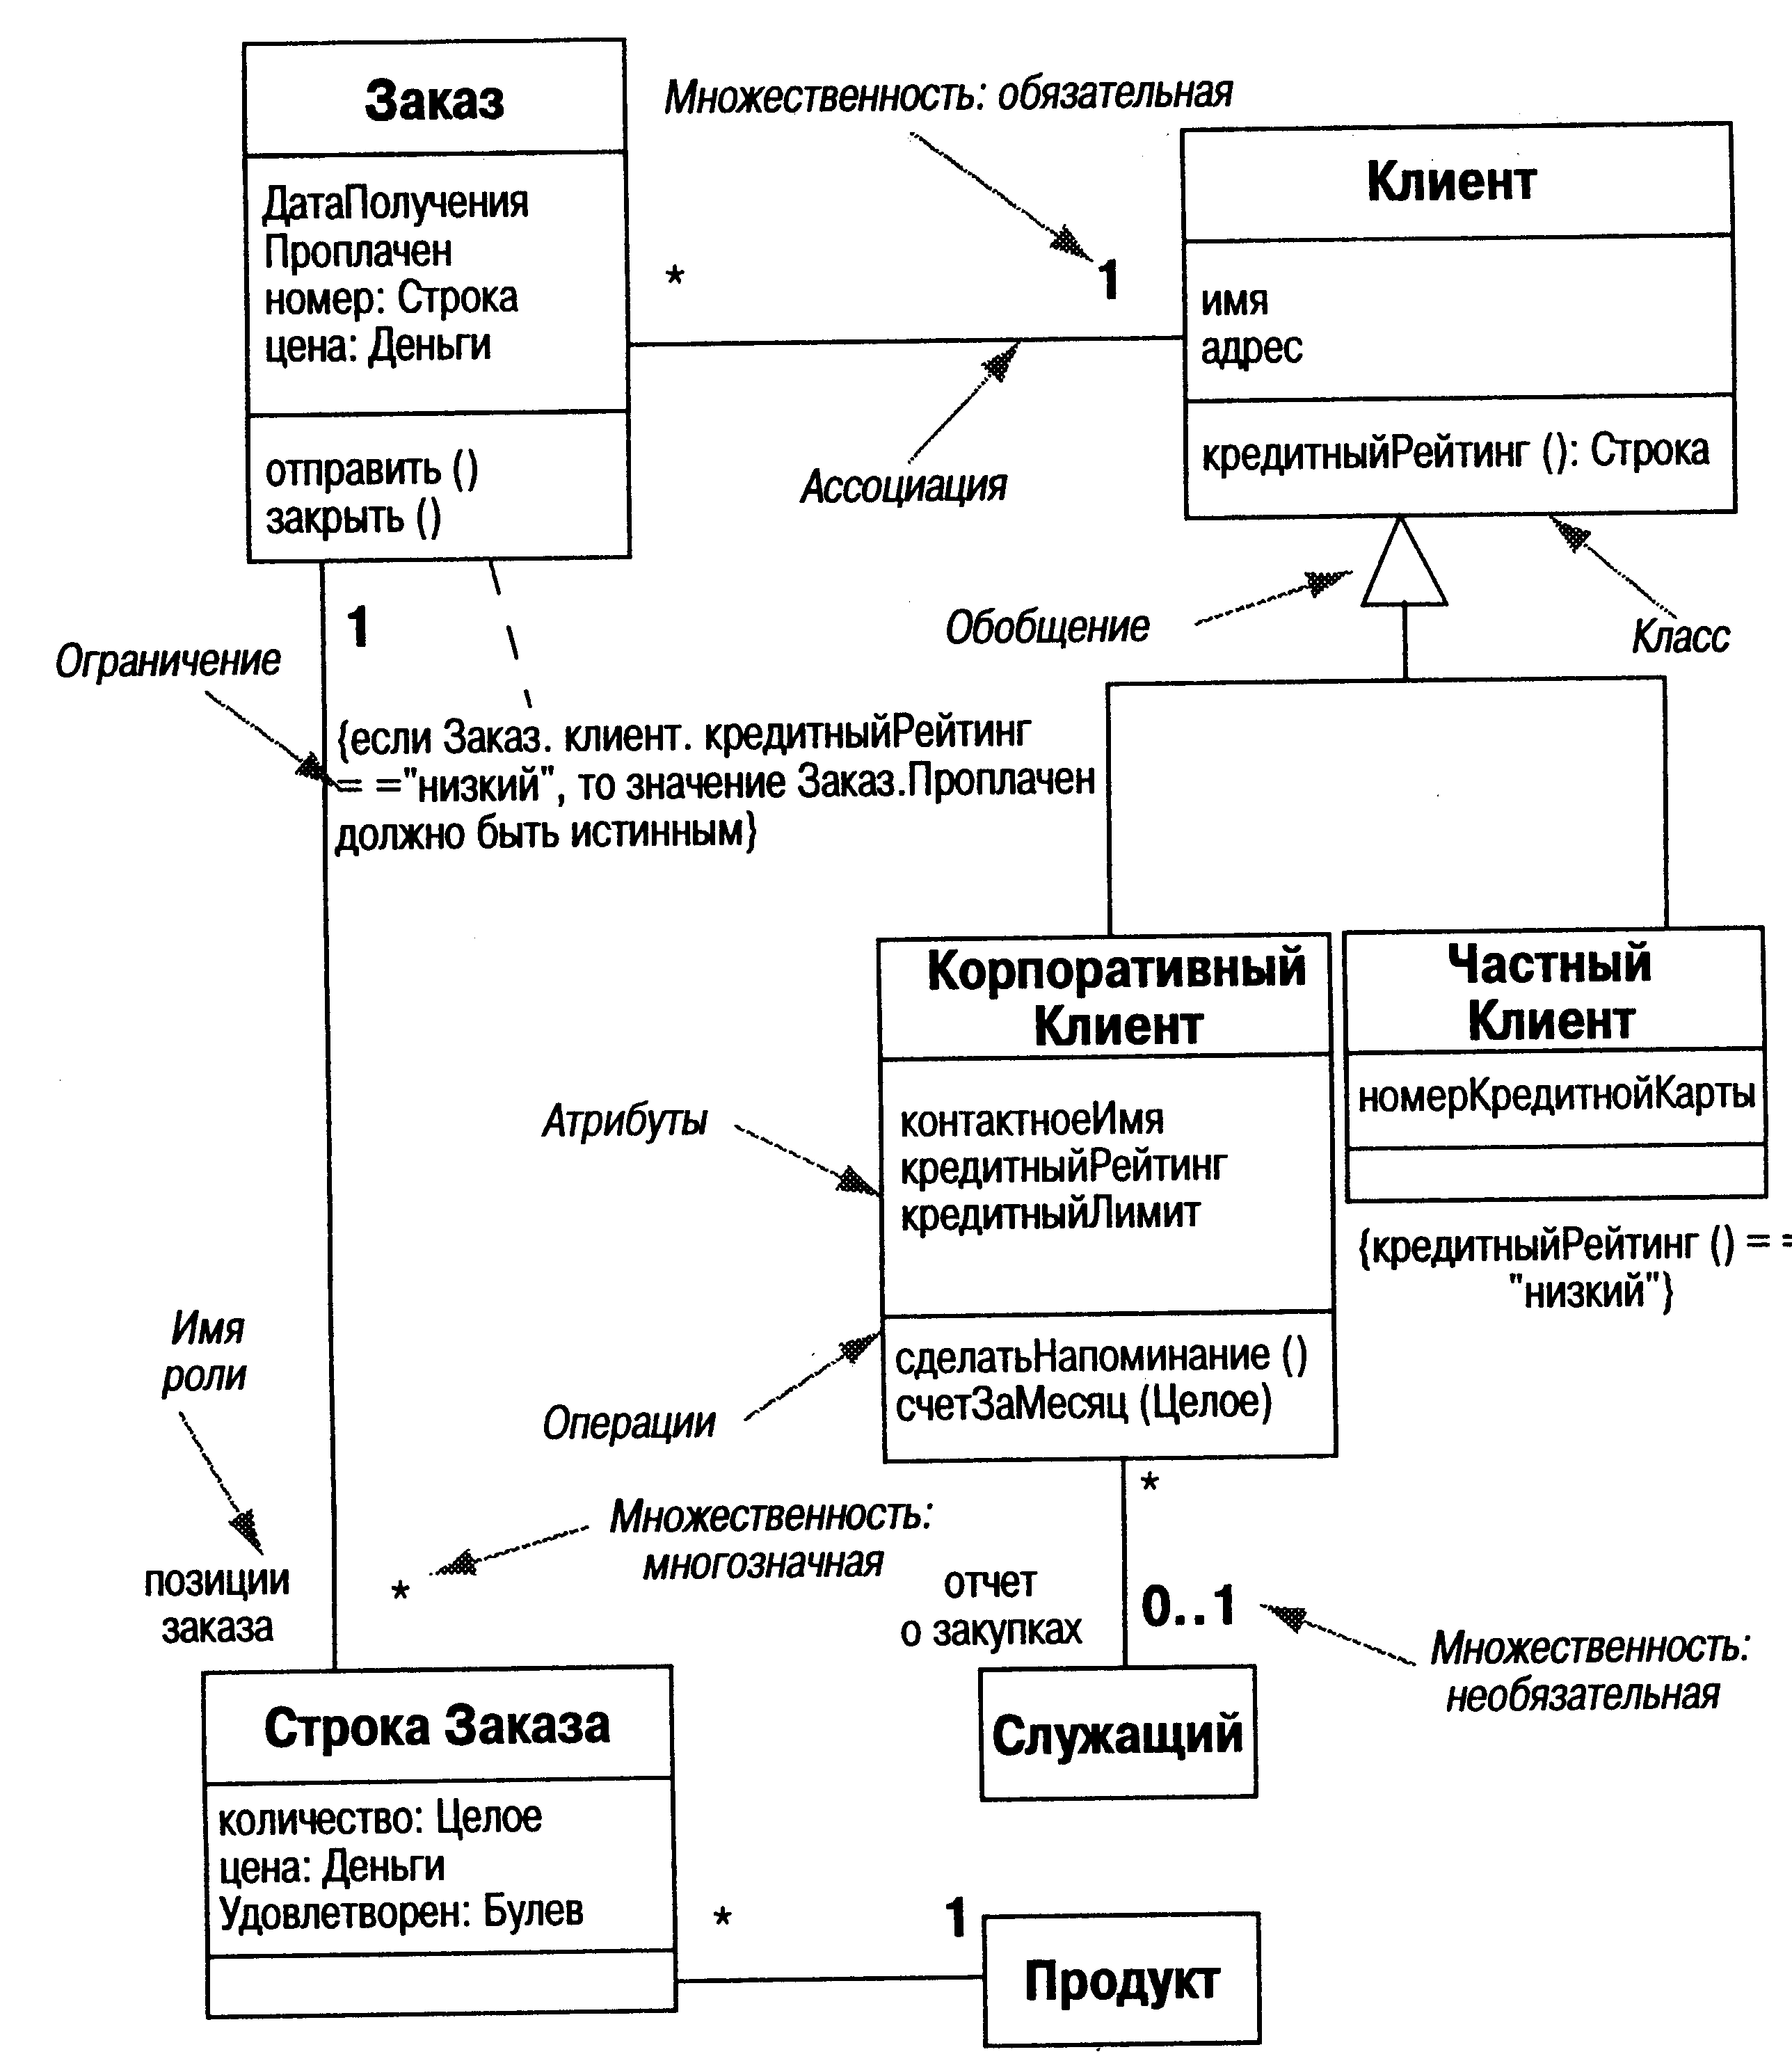 Заказ
Множественность: обязательная
Клиент
ДатаПолучения
Проплачен
номер: Строка
цена: Деньги
*
1
имя
адрес
отправить ()
закрыть ()
Ассоциация
кредитныйРейтинг (): Строка
1
Обобщение
Класс
Ограничение
{если Заказ. клиент. кредитныйРейтинг
= ="низкий", то значение Заказ.Проплачен
должно быть истинным}
Корпоративный
Клиент
Частный
Клиент
Атрибуты
контактноеИмя
кредитныйРейтинг
кредитныйЛимит
номерКредитнойКарты
{кредитныйРейтинг () = =
"низкий"}
Имя
роли
Операции
сделатьНапоминание ()
счетЗаМесяц (Целое)
*
Множественность:
многозначная
позиции
заказа
*
отчет
о закупках
0..1
Множественность:
необязательная
Строка Заказа
Служащий
количество: Целое
цена: Деньги
Удовлетворен: Булев
*
1
Продукт